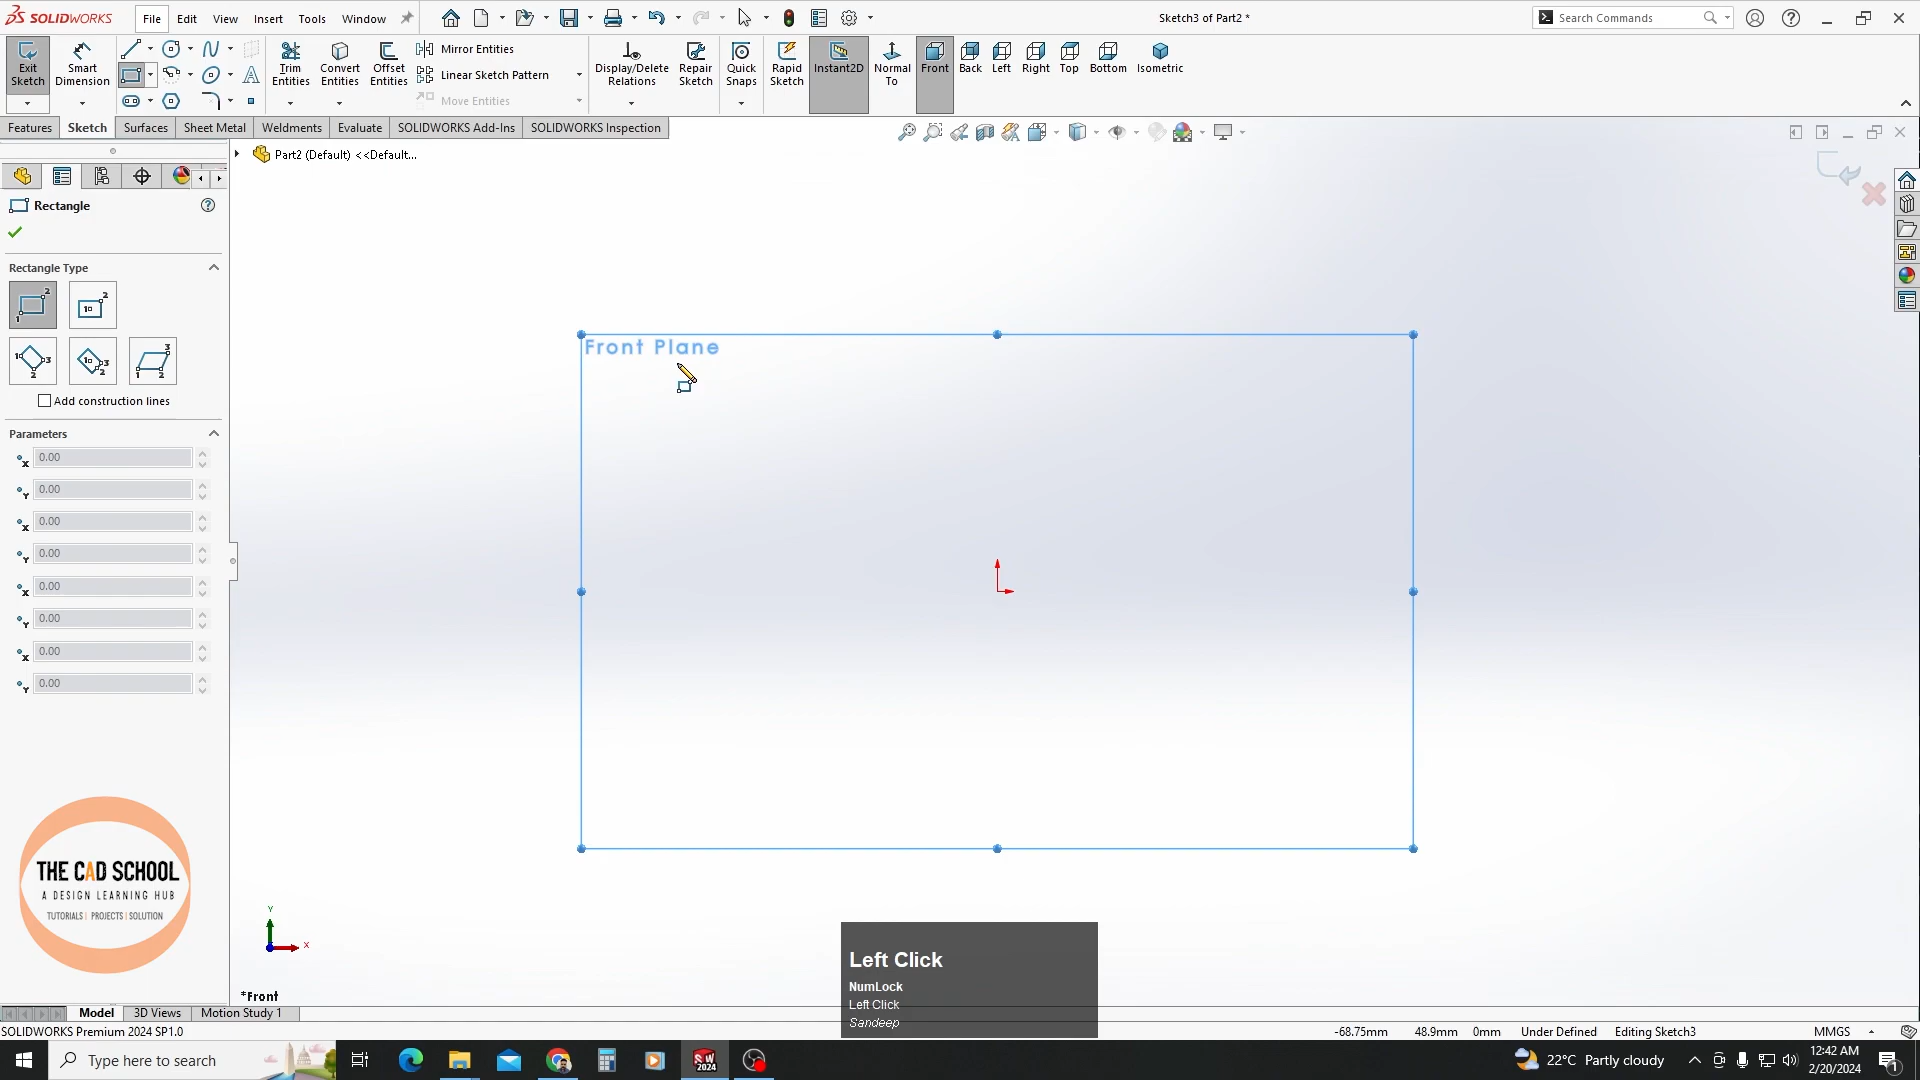 SOLIDWORKS
File Edit View Insert Tools Window
Sketch3 of Part2 *
Search Commands
Exit Sketch
Smart Dimension
Trim Entities
Convert Entities
Offset Entities
Mirror Entities
Linear Sketch Pattern
Move Entities
Display/Delete Relations
Repair Sketch
Quick Snaps
Rapid Sketch
Instant2D
Normal To
Front
Back
Left
Right
Top
Bottom
Isometric
Features Sketch Surfaces Sheet Metal Weldments Evaluate SOLIDWORKS Add-Ins SOLIDWORKS Inspection
Part2 (Default) <<Default...
Rectangle
Rectangle Type
Add construction lines
Parameters
0.00
0.00
0.00
0.00
0.00
0.00
0.00
0.00
Front Plane
THE CAD SCHOOL
A DESIGN LEARNING HUB
TUTORIALS | PROJECTS | SOLUTION
Y
X
*Front
Left Click
NumLock
Left Click
Sandeep
Model 3D Views Motion Study 1
SOLIDWORKS Premium 2024 SP1.0
-68.75mm 48.9mm 0mm Under Defined Editing Sketch3 MMGS
Type here to search
SW
2024
22°C Partly cloudy
12:42 AM
2/20/2024
1